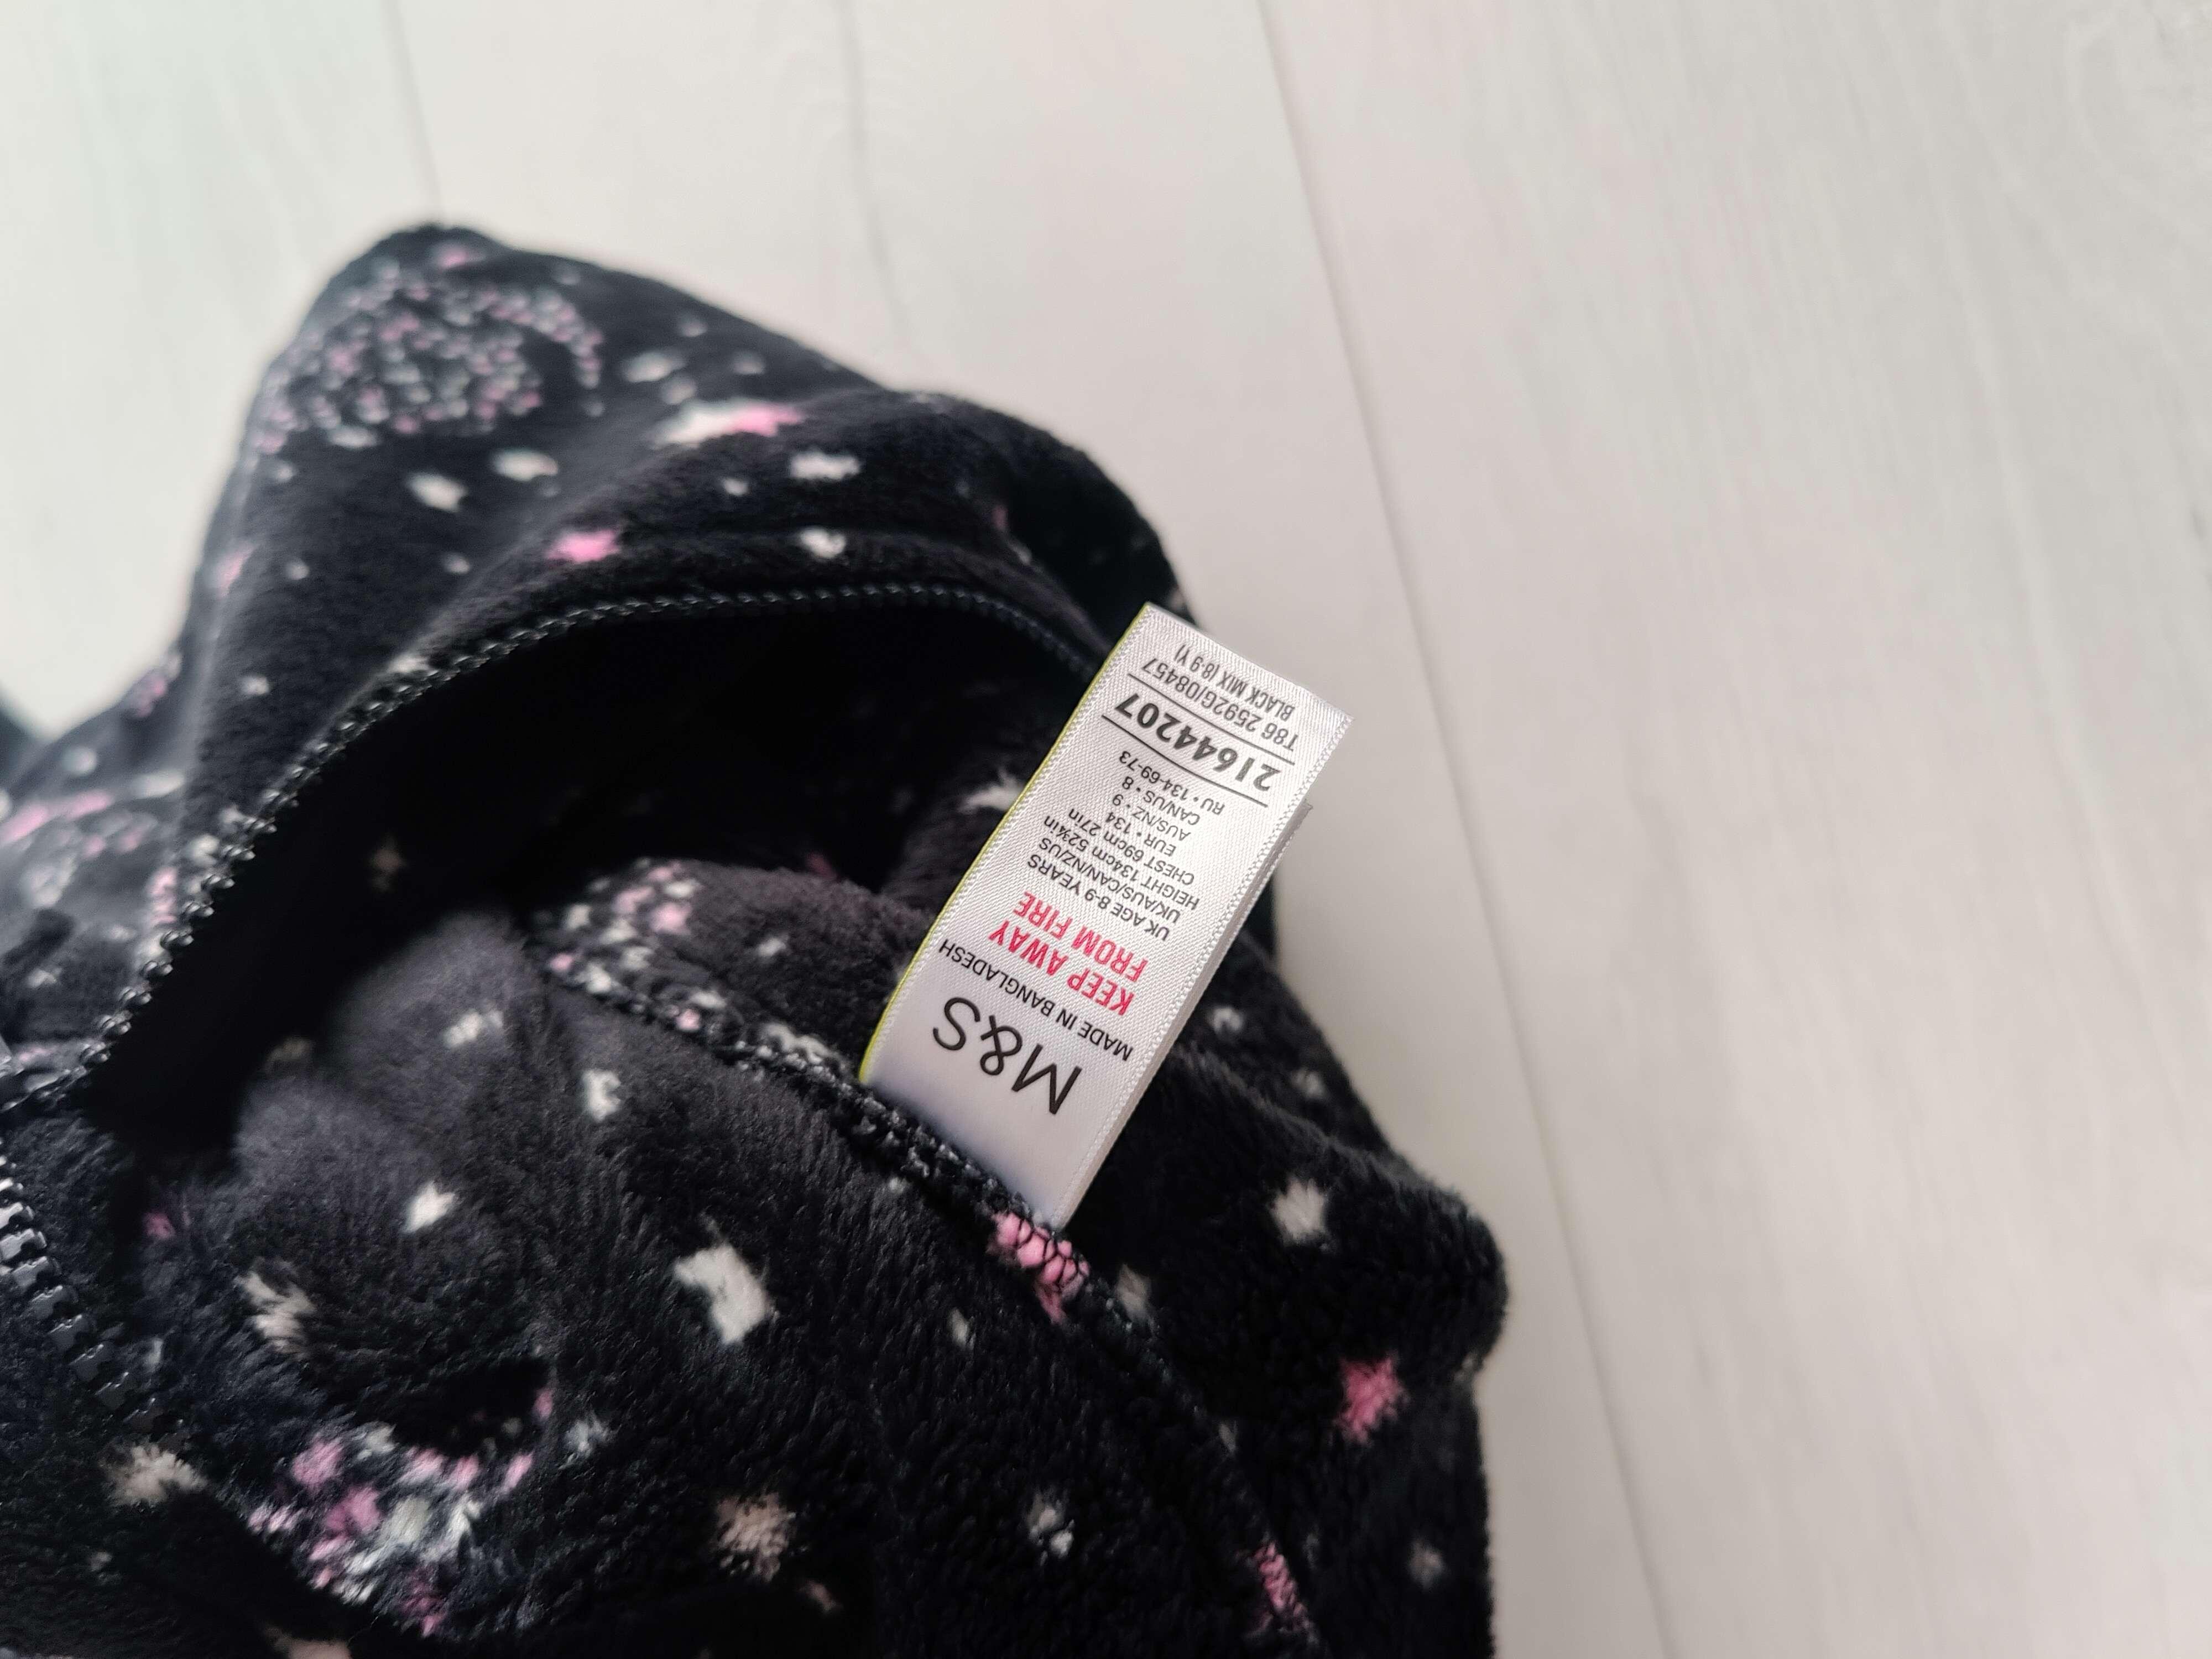 M&S
MADE IN BANGLADESH
KEEP AWAY
FROM FIRE
UK AGE 8-9 YEARS
UK/AUS/CAN/NZ/US
HEIGHT 134cm 52¾in
CHEST 69cm 27in
EUR • 134
AUS/NZ • 9
CAN/US • 8
RU • 134-69-73
21644207
T86 2592G/08457
BLACK MIX (8-9 Y)